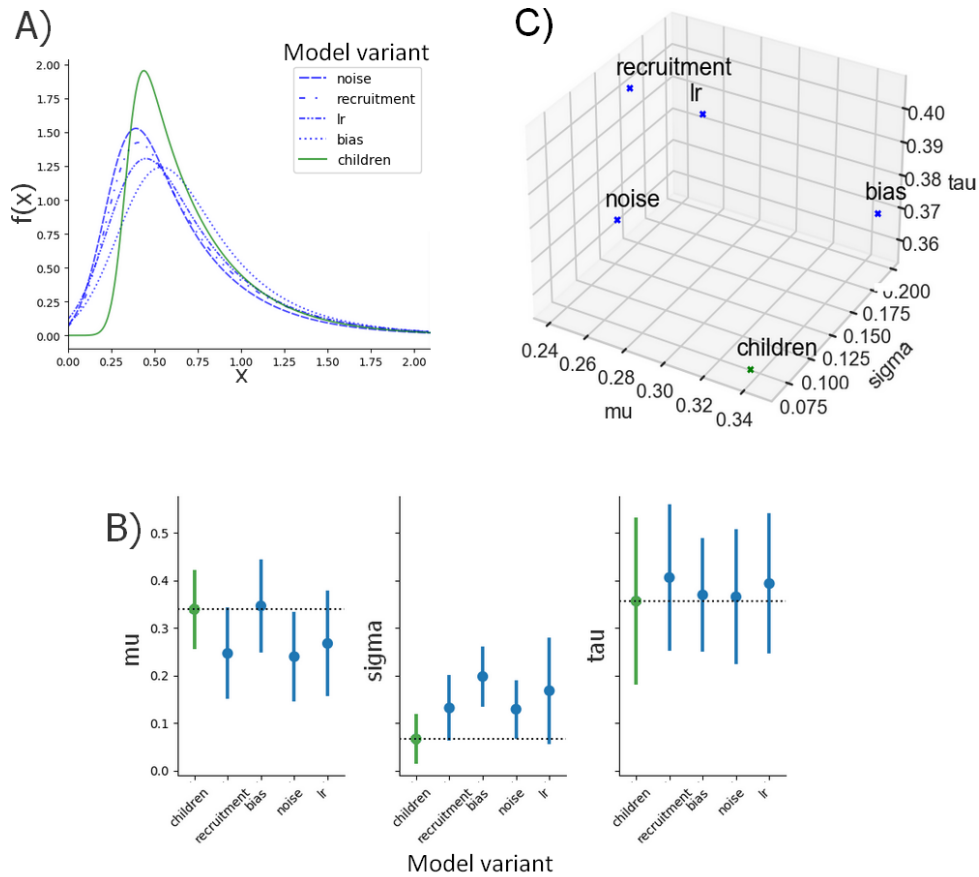 A)
Model variant
noise
recruitment
lr
bias
children
2.00
1.75
1.50
1.25
1.00
0.75
0.50
0.25
0.00
f(x)
0.00 0.25 0.50 0.75 1.00 1.25 1.50 1.75 2.00
x
C)
recruitment
lr
noise
bias
children
0.40
0.39
0.38
0.37
0.36
tau
0.200
0.175
0.150
0.125
0.100
0.075
sigma
0.24 0.26 0.28 0.30 0.32 0.34
mu
B)
0.5
0.4
0.3
0.2
0.1
0.0
mu
sigma
tau
children recruitment bias noise lr
children recruitment bias noise lr
children recruitment bias noise lr
Model variant